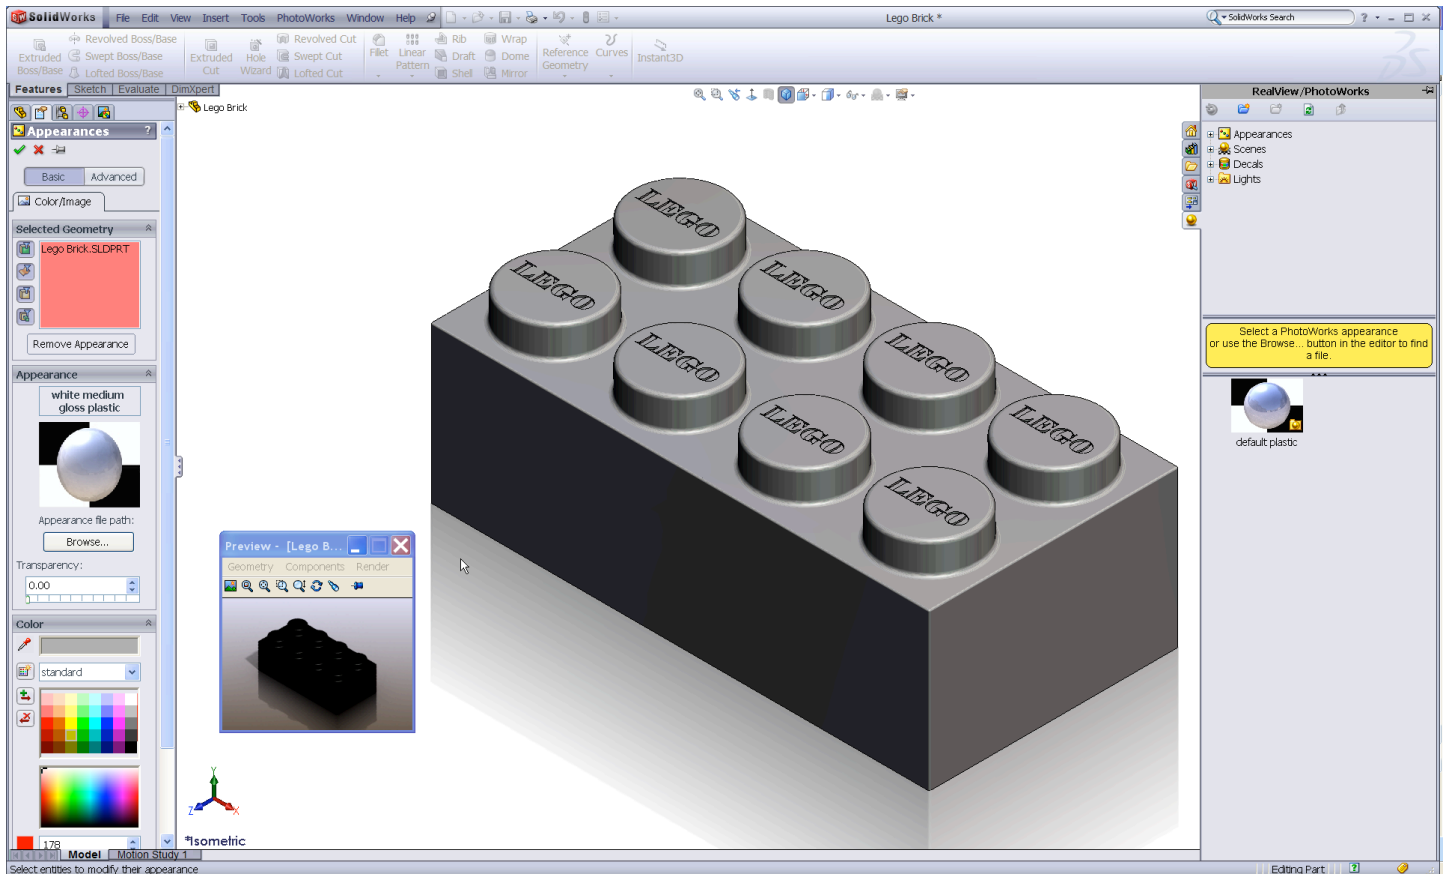 SolidWorks File Edit View Insert Tools PhotoWorks Window Help Lego Brick * SolidWorks Search ?
Extruded Boss/Base
Revolved Boss/Base
Swept Boss/Base
Lofted Boss/Base
Extruded Cut
Hole Wizard
Revolved Cut
Swept Cut
Lofted Cut
Fillet
Linear Pattern
Rib
Draft
Shell
Wrap
Dome
Mirror
Reference Geometry
Curves
Instant3D
Features Sketch Evaluate DimXpert
Lego Brick
Appearances ?
Basic Advanced
Color/Image
Selected Geometry
Lego Brick.SLDPRT
Remove Appearance
Appearance
white medium
gloss plastic
Appearance file path:
Browse...
Transparency:
0.00
Color
standard
178
LEGO
LEGO
LEGO
LEGO
LEGO
LEGO
LEGO
LEGO
Preview - [Lego B...
Geometry Components Render
Y
Z X
*Isometric
RealView/PhotoWorks
Appearances
Scenes
Decals
Lights
Select a PhotoWorks appearance
or use the Browse... button in the editor to find
a file.
default plastic
Model Motion Study 1
Select entities to modify their appearance
Editing Part ?